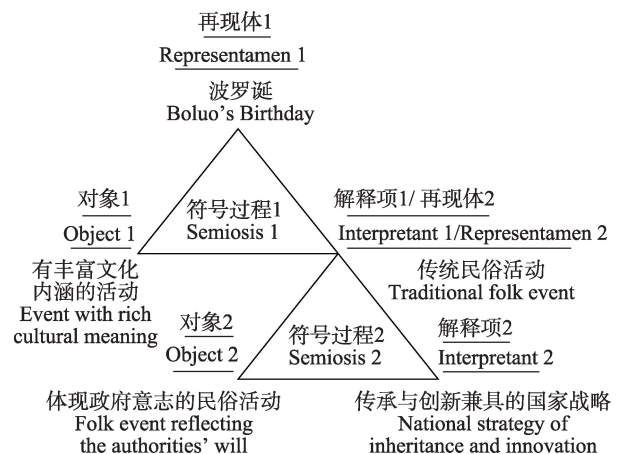 再现体1
Representamen 1
波罗诞
Boluo's Birthday
对象1
Object 1
有丰富文化
内涵的活动
Event with rich
cultural meaning
符号过程1
Semiosis 1
解释项1/ 再现体2
Interpretant 1/Representamen 2
传统民俗活动
Traditional folk event
对象2
Object 2
体现政府意志的民俗活动
Folk event reflecting
the authorities' will
符号过程2
Semiosis 2
解释项2
Interpretant 2
传承与创新兼具的国家战略
National strategy of
inheritance and innovation